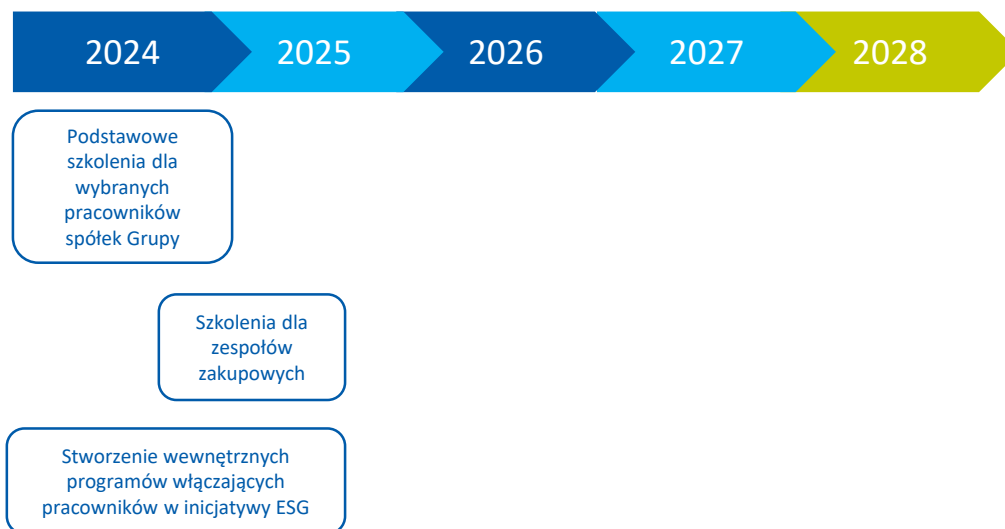 2024 2025 2026 2027 2028
Podstawowe
szkolenia dla
wybranych
pracowników
spółek Grupy
Szkolenia dla
zespołów
zakupowych
Stworzenie wewnętrznych
programów włączających
pracowników w inicjatywy ESG